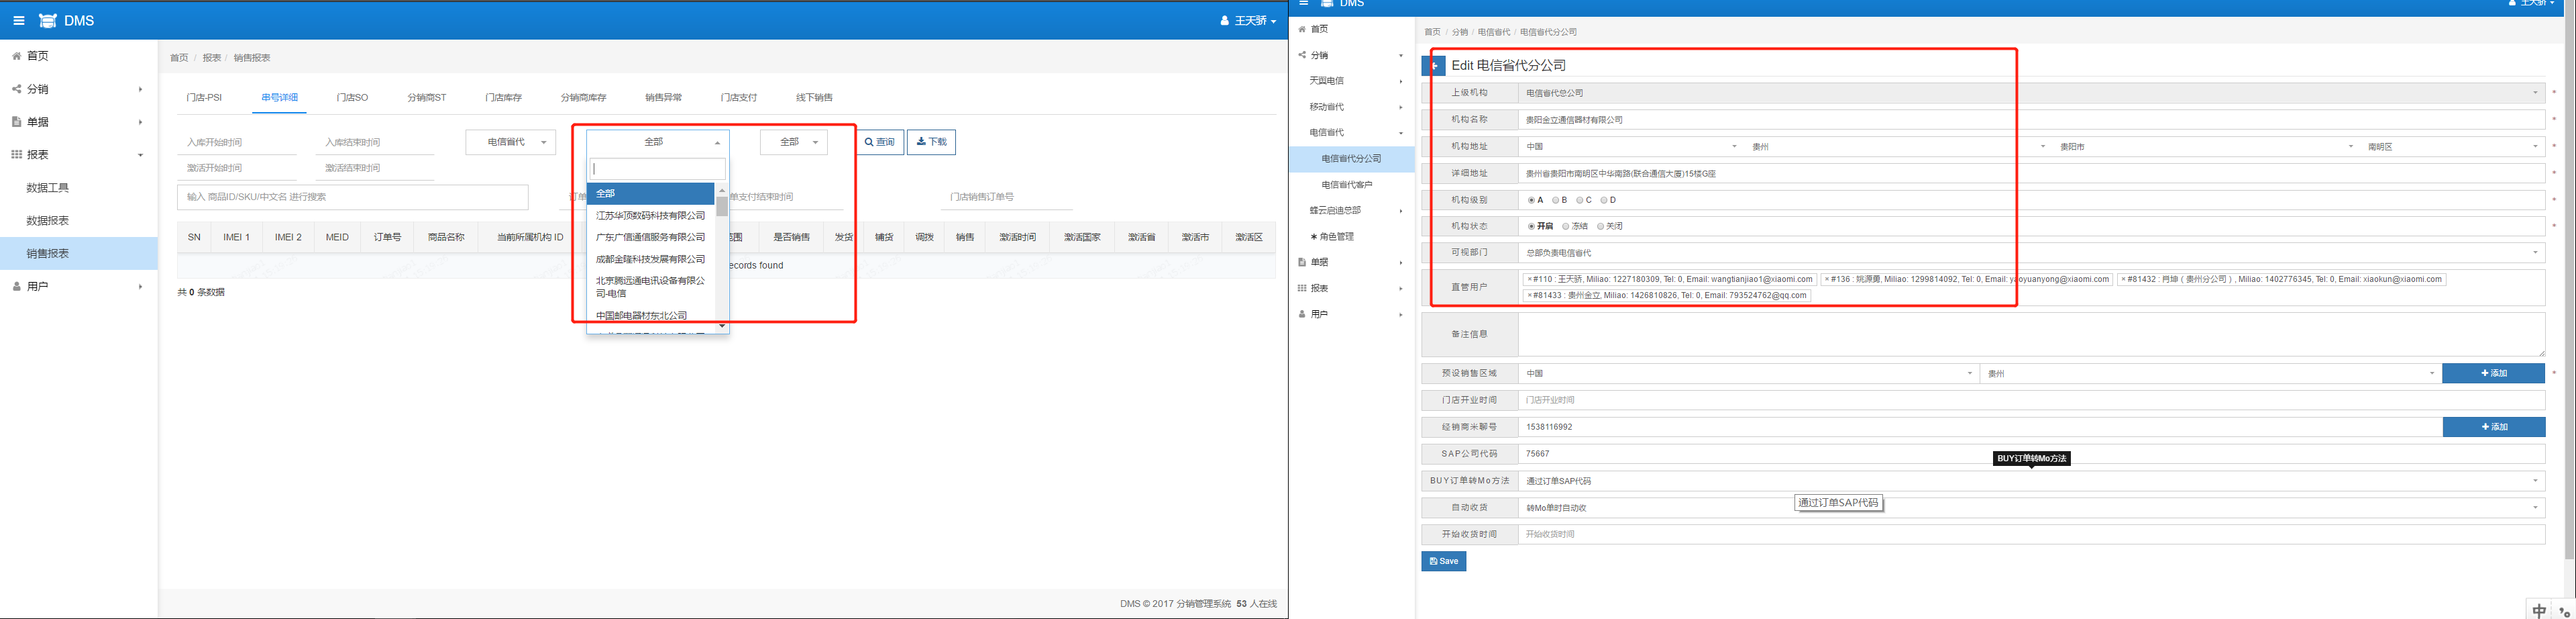 DMS
王天骄
首页
分销
单据
报表
数据工具
数据报表
销售报表
用户
首页 / 报表 / 销售报表
门店-PSI 串号详细 门店SO 分销商ST 门店库存 分销商库存 销售异常 门店支付 线下销售
入库开始时间 入库结束时间 电信省代 全部 全部 查询 下载
激活开始时间 激活结束时间
输入 商品ID/SKU/中文名 进行搜索 单支付结束时间 门店销售订单号
全部
江苏华顶数码科技有限公司
广东广信通信服务有限公司
成都金隆科技发展有限公司
北京腾远通电讯设备有限公
司-电信
中国邮电器材东北公司
SN IMEI 1 IMEI 2 MEID 订单号 商品名称 当前所属机构 ID 范围 是否销售 发货 铺货 调拨 销售 激活时间 激活国家 激活省 激活市 激活区
ecords found
共 0 条数据
DMS © 2017 分销管理系统 53 人在线
DMS
王天骄
首页
分销
天国电信
移动省代
电信省代
电信省代分公司
电信省代客户
蜂云启迪总部
角色管理
单据
报表
用户
首页 / 分销 / 电信省代 / 电信省代分公司
Edit 电信省代分公司
上级机构 电信省代总公司 *
机构名称 贵阳金立通信器材有限公司 *
机构地址 中国 贵州 贵阳市 南明区 *
详细地址 贵州省贵阳市南明区中华南路(联合通信大厦)15楼G座 *
机构级别 A B C D *
机构状态 开启 冻结 关闭 *
可视部门 总部负责电信省代
直管用户 ×#110 : 王天骄, Miliao: 1227180309, Tel: 0, Email: wangtianjiao1@xiaomi.com ×#136 : 姚源勇, Miliao: 1299814092, Tel: 0, Email: yaoyuanyong@xiaomi.com ×#81432 : 肖坤 ( 贵州分公司 ) , Miliao: 1402776345, Tel: 0, Email: xiaokun@xiaomi.com
×#81433 : 贵州金立, Miliao: 1426810826, Tel: 0, Email: 793524762@qq.com
备注信息
预设销售区域 中国 贵州 添加 *
门店开业时间 门店开业时间
经销商米聊号 1538116992 添加
SAP公司代码 75667
BUY订单转Mo方法
BUY订单转Mo方法 通过订单SAP代码
通过订单SAP代码
自动收货 转Mo单时自动收
开始收货时间 开始收货时间
Save
中